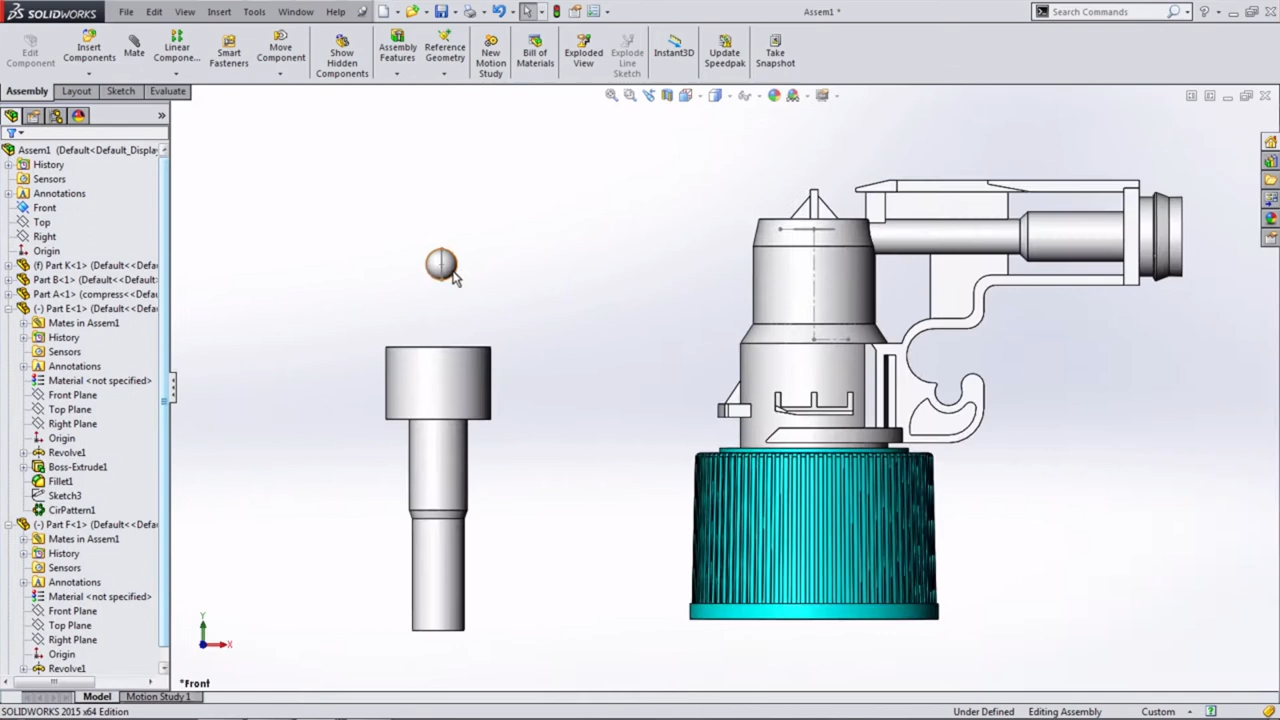 SOLIDWORKS File Edit View Insert Tools Window Help Assem1 * Search Commands
Edit Component
Insert Components
Mate
Linear Compone...
Smart Fasteners
Move Component
Show Hidden Components
Assembly Features
Reference Geometry
New Motion Study
Bill of Materials
Exploded View
Explode Line Sketch
Instant3D
Update Speedpak
Take Snapshot
Assembly Layout Sketch Evaluate
Assem1 (Default<Default_Displa
History
Sensors
Annotations
Front
Top
Right
Origin
(f) Part K<1> (Default<<Defau
Part B<1> (Default<<Default>
Part A<1> (compress<<Defaul
(-) Part E<1> (Default<<Defau
Mates in Assem1
History
Sensors
Annotations
Material <not specified>
Front Plane
Top Plane
Right Plane
Origin
Revolve1
Boss-Extrude1
Fillet1
Sketch3
CirPattern1
(-) Part F<1> (Default<<Defau
Mates in Assem1
History
Sensors
Annotations
Material <not specified>
Front Plane
Top Plane
Right Plane
Origin
Revolve1
Y
X
*Front
Model Motion Study 1
SOLIDWORKS 2015 x64 Edition Under Defined Editing Assembly Custom